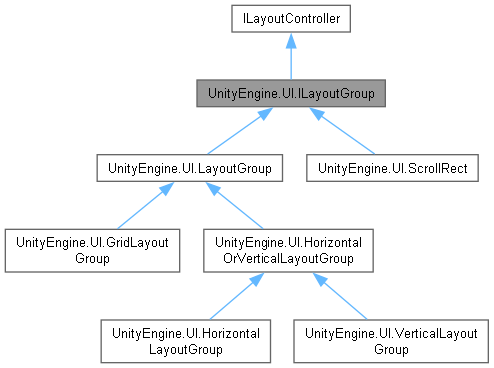 ILayoutController
UnityEngine.UI.ILayoutGroup
UnityEngine.UI.LayoutGroup
UnityEngine.UI.ScrollRect
UnityEngine.UI.GridLayout
Group
UnityEngine.UI.Horizontal
OrVerticalLayoutGroup
UnityEngine.UI.Horizontal
LayoutGroup
UnityEngine.UI.VerticalLayout
Group